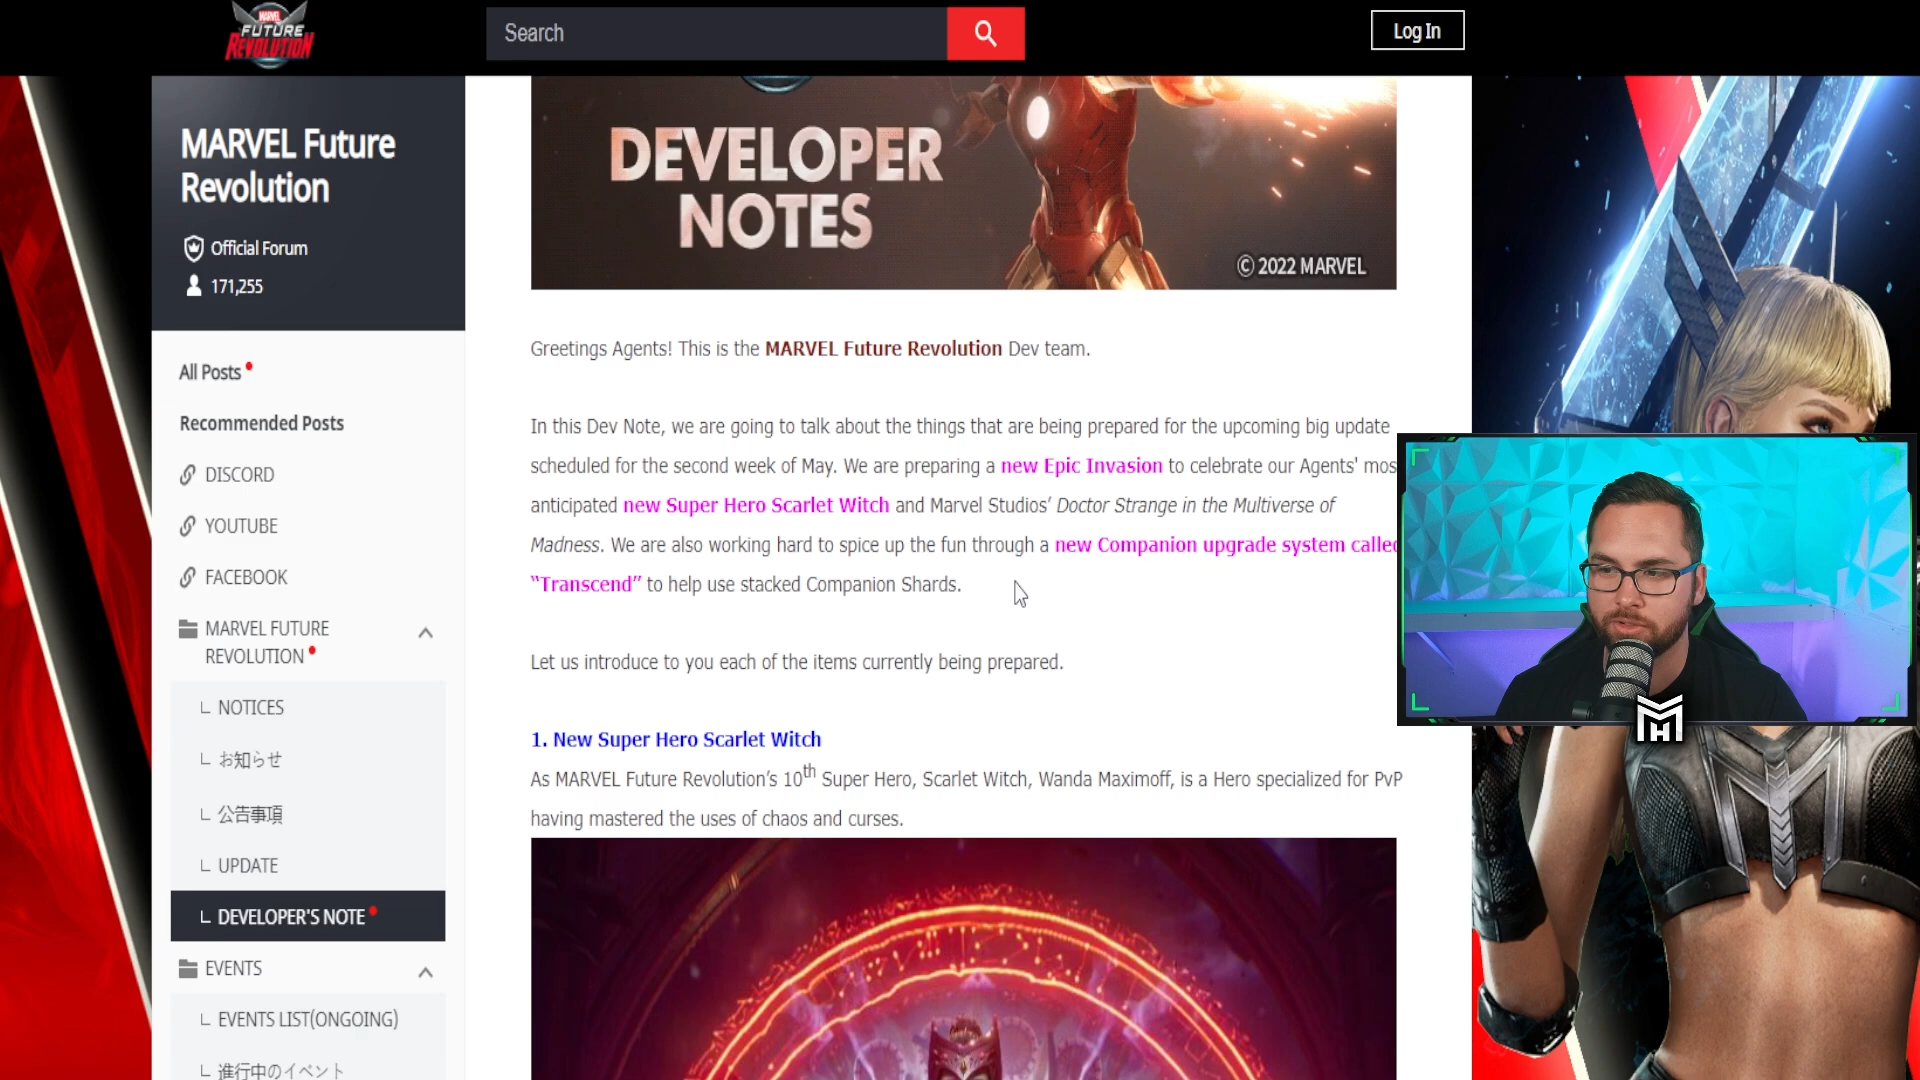 MARVEL
FUTURE
REVOLUTION
Search
Log In
MARVEL Future
Revolution
Official Forum
171,255
All Posts
Recommended Posts
DISCORD
YOUTUBE
FACEBOOK
MARVEL FUTURE
REVOLUTION
NOTICES
お知らせ
公告事項
UPDATE
DEVELOPER'S NOTE
EVENTS
EVENTS LIST(ONGOING)
進行中のイベント
DEVELOPER
NOTES
© 2022 MARVEL
Greetings Agents! This is the MARVEL Future Revolution Dev team.
In this Dev Note, we are going to talk about the things that are being prepared for the upcoming big update
scheduled for the second week of May. We are preparing a new Epic Invasion to celebrate our Agents' mos
anticipated new Super Hero Scarlet Witch and Marvel Studios’ Doctor Strange in the Multiverse of
Madness. We are also working hard to spice up the fun through a new Companion upgrade system called
“Transcend” to help use stacked Companion Shards.
Let us introduce to you each of the items currently being prepared.
1. New Super Hero Scarlet Witch
As MARVEL Future Revolution’s 10th Super Hero, Scarlet Witch, Wanda Maximoff, is a Hero specialized for PvP
having mastered the uses of chaos and curses.